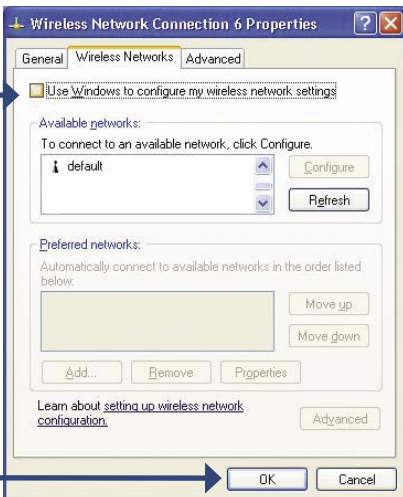 Wireless Network Connection 6 Properties
General Wireless Networks Advanced
Use Windows to configure my wireless network settings
Available networks:
To connect to an available network, click Configure.
default
Configure
Refresh
Preferred networks:
Automatically connect to available networks in the order listed
below:
Move up
Move down
Add... Remove Properties
Learn about setting up wireless network
configuration.
Advanced
OK Cancel